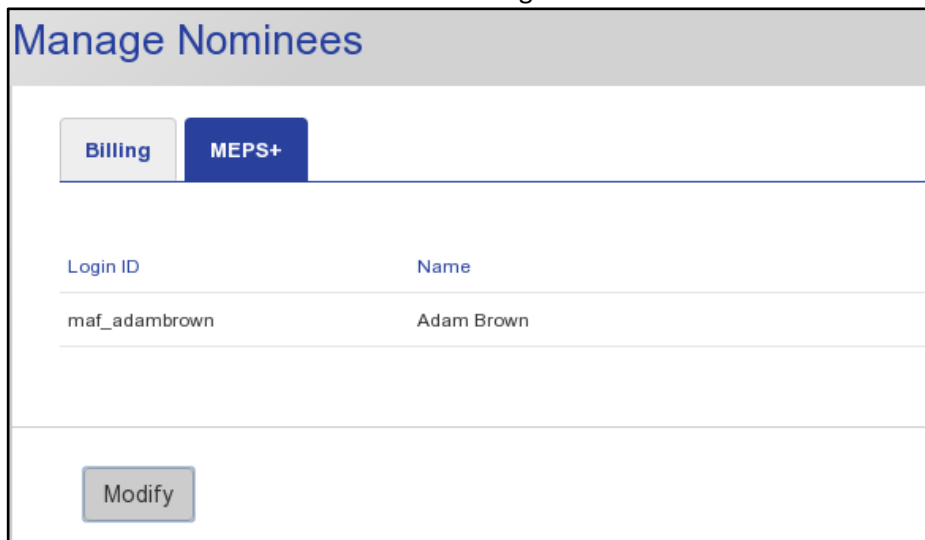 Manage Nominees
Billing MEPS+
Login ID Name
maf_adambrown Adam Brown
Modify